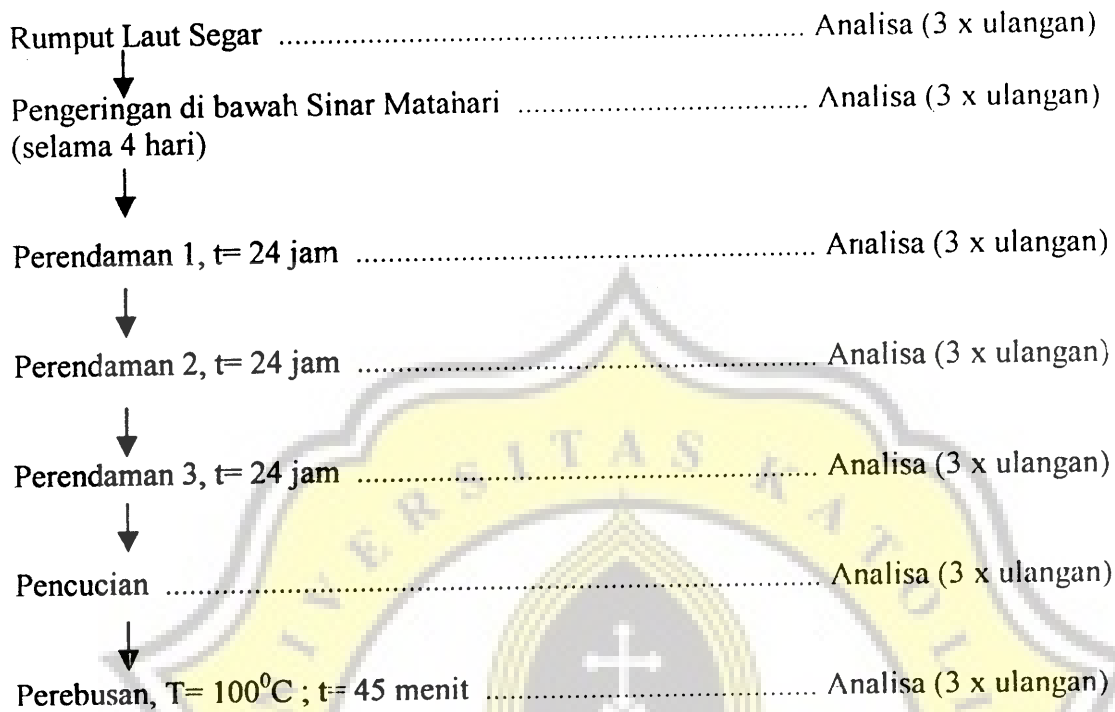 Rumput Laut Segar ................................ Analisa (3 x ulangan)
Pengeringan di bawah Sinar Matahari ................................ Analisa (3 x ulangan)
(selama 4 hari)
Perendaman 1, t= 24 jam ................................ Analisa (3 x ulangan)
Perendaman 2, t= 24 jam ................................ Analisa (3 x ulangan)
Perendaman 3, t= 24 jam ................................ Analisa (3 x ulangan)
Pencucian ................................ Analisa (3 x ulangan)
Perebusan, T= 100⁰C ; t= 45 menit ................................ Analisa (3 x ulangan)